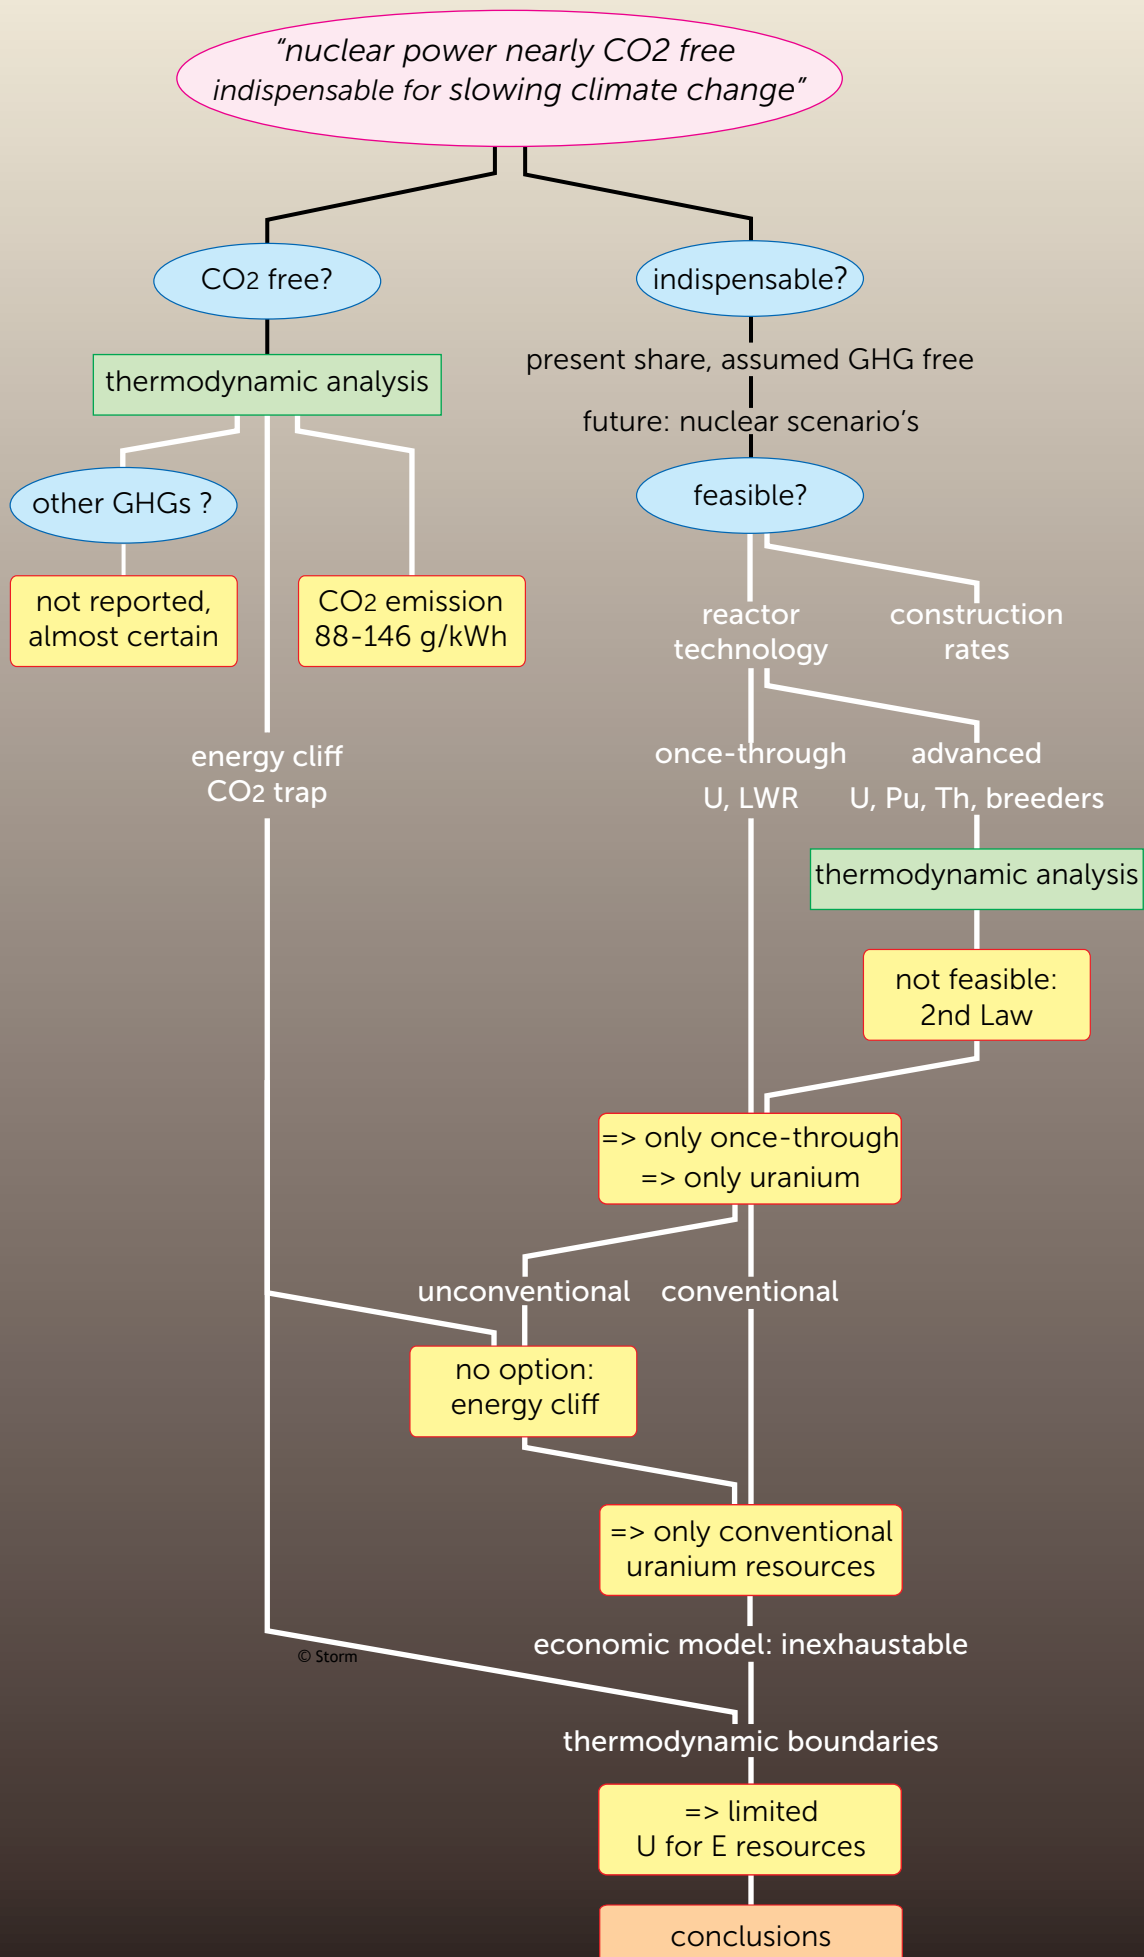 “nuclear power nearly CO2 free
indispensable for slowing climate change”
CO2 free?
indispensable?
thermodynamic analysis
present share, assumed GHG free
future: nuclear scenario's
other GHGs ?
feasible?
not reported,
almost certain
CO2 emission
88-146 g/kWh
reactor
technology
construction
rates
energy cliff
CO2 trap
once-through
U, LWR
advanced
U, Pu, Th, breeders
thermodynamic analysis
not feasible:
2nd Law
=> only once-through
=> only uranium
unconventional
conventional
no option:
energy cliff
=> only conventional
uranium resources
economic model: inexhaustable
© Storm
thermodynamic boundaries
=> limited
U for E resources
conclusions